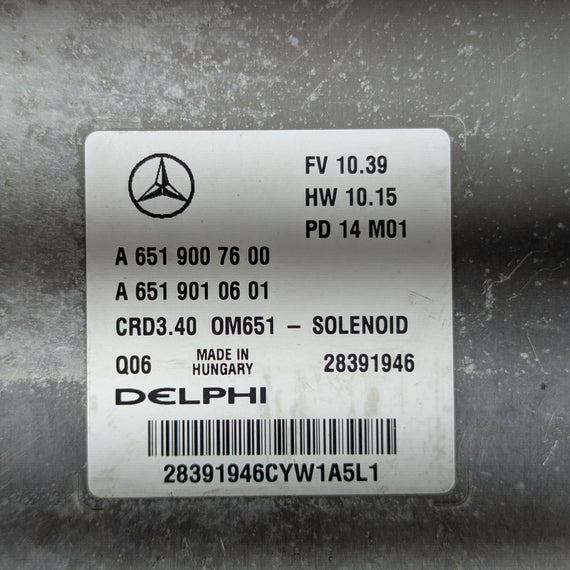 FV 10.39
HW 10.15
PD 14 M01
A 651 900 76 00
A 651 901 06 01
CRD3.40 OM651 – SOLENOID
Q06 MADE IN HUNGARY 28391946
DELPHI
28391946CYW1A5L1